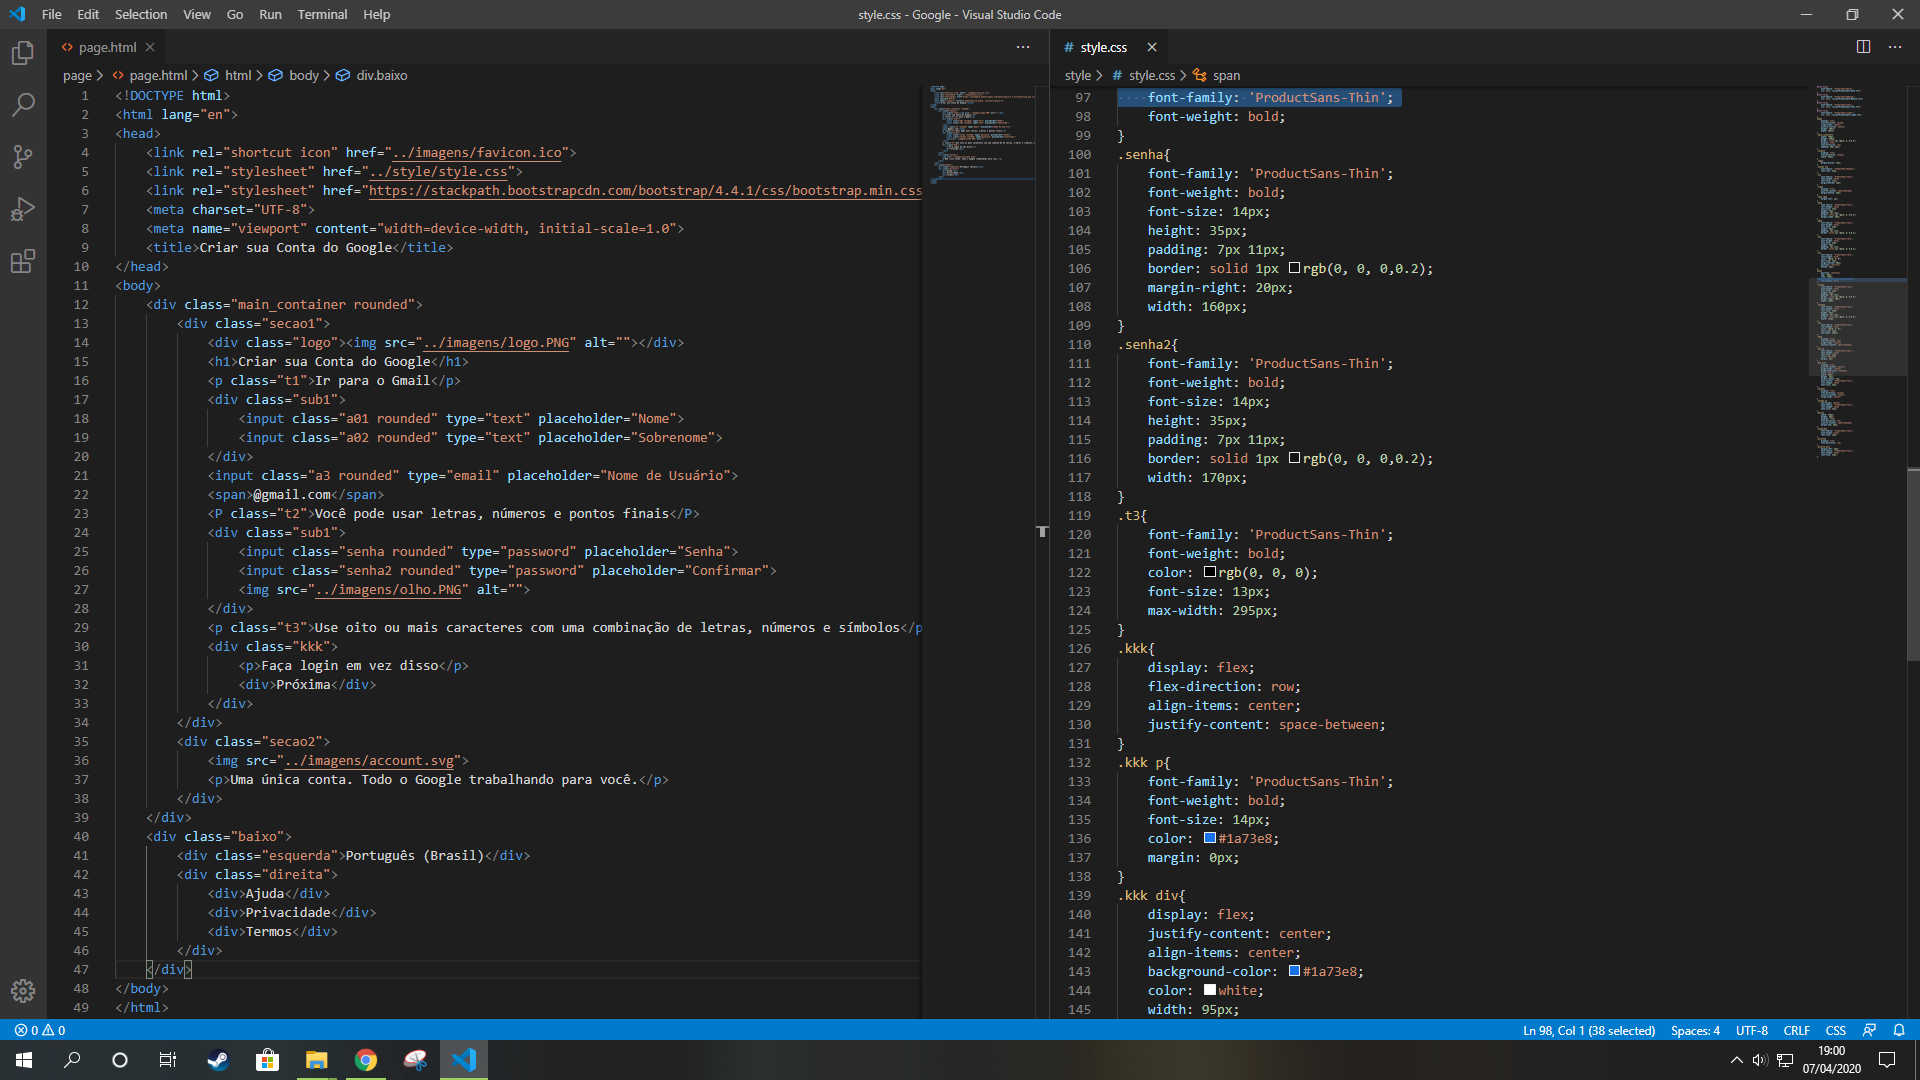 File Edit Selection View Go Run Terminal Help
style.css - Google - Visual Studio Code
page.html
page > page.html > html > body > div.baixo
1 <!DOCTYPE html>
2 <html lang="en">
3 <head>
4 <link rel="shortcut icon" href="../imagens/favicon.ico">
5 <link rel="stylesheet" href="../style/style.css">
6 <link rel="stylesheet" href="https://stackpath.bootstrapcdn.com/bootstrap/4.4.1/css/bootstrap.min.css
7 <meta charset="UTF-8">
8 <meta name="viewport" content="width=device-width, initial-scale=1.0">
9 <title>Criar sua Conta do Google</title>
10 </head>
11 <body>
12 <div class="main_container rounded">
13 <div class="secao1">
14 <div class="logo"><img src="../imagens/logo.PNG" alt=""></div>
15 <h1>Criar sua Conta do Google</h1>
16 <p class="t1">Ir para o Gmail</p>
17 <div class="sub1">
18 <input class="a01 rounded" type="text" placeholder="Nome">
19 <input class="a02 rounded" type="text" placeholder="Sobrenome">
20 </div>
21 <input class="a3 rounded" type="email" placeholder="Nome de Usuário">
22 <span>@gmail.com</span>
23 <P class="t2">Você pode usar letras, números e pontos finais</P>
24 <div class="sub1">
25 <input class="senha rounded" type="password" placeholder="Senha">
26 <input class="senha2 rounded" type="password" placeholder="Confirmar">
27 <img src="../imagens/olho.PNG" alt="">
28 </div>
29 <p class="t3">Use oito ou mais caracteres com uma combinação de letras, números e símbolos</p
30 <div class="kkk">
31 <p>Faça login em vez disso</p>
32 <div>Próxima</div>
33 </div>
34 </div>
35 <div class="secao2">
36 <img src="../imagens/account.svg">
37 <p>Uma única conta. Todo o Google trabalhando para você.</p>
38 </div>
39 </div>
40 <div class="baixo">
41 <div class="esquerda">Português (Brasil)</div>
42 <div class="direita">
43 <div>Ajuda</div>
44 <div>Privacidade</div>
45 <div>Termos</div>
46 </div>
47 </div>
48 </body>
49 </html>
# style.css
style > # style.css > span
97 font-family: 'ProductSans-Thin';
98 font-weight: bold;
99 }
100 .senha{
101 font-family: 'ProductSans-Thin';
102 font-weight: bold;
103 font-size: 14px;
104 height: 35px;
105 padding: 7px 11px;
106 border: solid 1px rgb(0, 0, 0,0.2);
107 margin-right: 20px;
108 width: 160px;
109 }
110 .senha2{
111 font-family: 'ProductSans-Thin';
112 font-weight: bold;
113 font-size: 14px;
114 height: 35px;
115 padding: 7px 11px;
116 border: solid 1px rgb(0, 0, 0,0.2);
117 width: 170px;
118 }
119 .t3{
120 font-family: 'ProductSans-Thin';
121 font-weight: bold;
122 color: rgb(0, 0, 0);
123 font-size: 13px;
124 max-width: 295px;
125 }
126 .kkk{
127 display: flex;
128 flex-direction: row;
129 align-items: center;
130 justify-content: space-between;
131 }
132 .kkk p{
133 font-family: 'ProductSans-Thin';
134 font-weight: bold;
135 font-size: 14px;
136 color: #1a73e8;
137 margin: 0px;
138 }
139 .kkk div{
140 display: flex;
141 justify-content: center;
142 align-items: center;
143 background-color: #1a73e8;
144 color: white;
145 width: 95px;
0 0
Ln 98, Col 1 (38 selected) Spaces: 4 UTF-8 CRLF CSS
19:00
07/04/2020